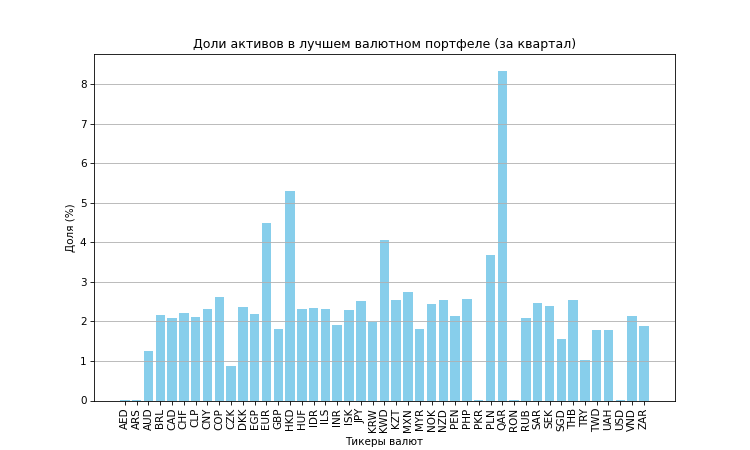 Доли активов в лучшем валютном портфеле (за квартал)
Доля (%)
8
7
6
5
4
3
2
1
0
AED
ARS
AUD
BRL
CAD
CHF
CLP
CNY
COP
CZK
DKK
EGP
EUR
GBP
HKD
HUF
IDR
ILS
INR
ISK
JPY
KRW
KWD
KZT
MXN
MYR
NOK
NZD
PEN
PHP
PKR
PLN
QAR
RON
RUB
SAR
SEK
SGD
THB
TRY
TWD
UAH
USD
VND
ZAR
Тикеры валют